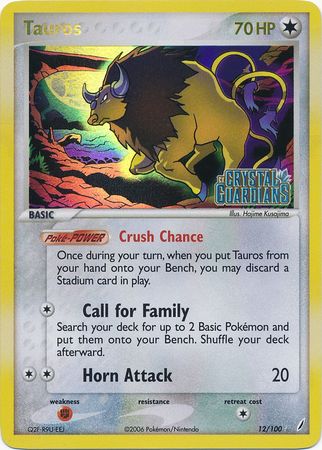 Tauros 70 HP
EX
CRYSTAL
GUARDIANS
Illus. Hajime Kusajima
BASIC
Poké-POWER Crush Chance
Once during your turn, when you put Tauros from
your hand onto your Bench, you may discard a
Stadium card in play.
Call for Family
Search your deck for up to 2 Basic Pokémon and
put them onto your Bench. Shuffle your deck
afterward.
Horn Attack 20
weakness resistance retreat cost
©2006 Pokémon/Nintendo 12/100